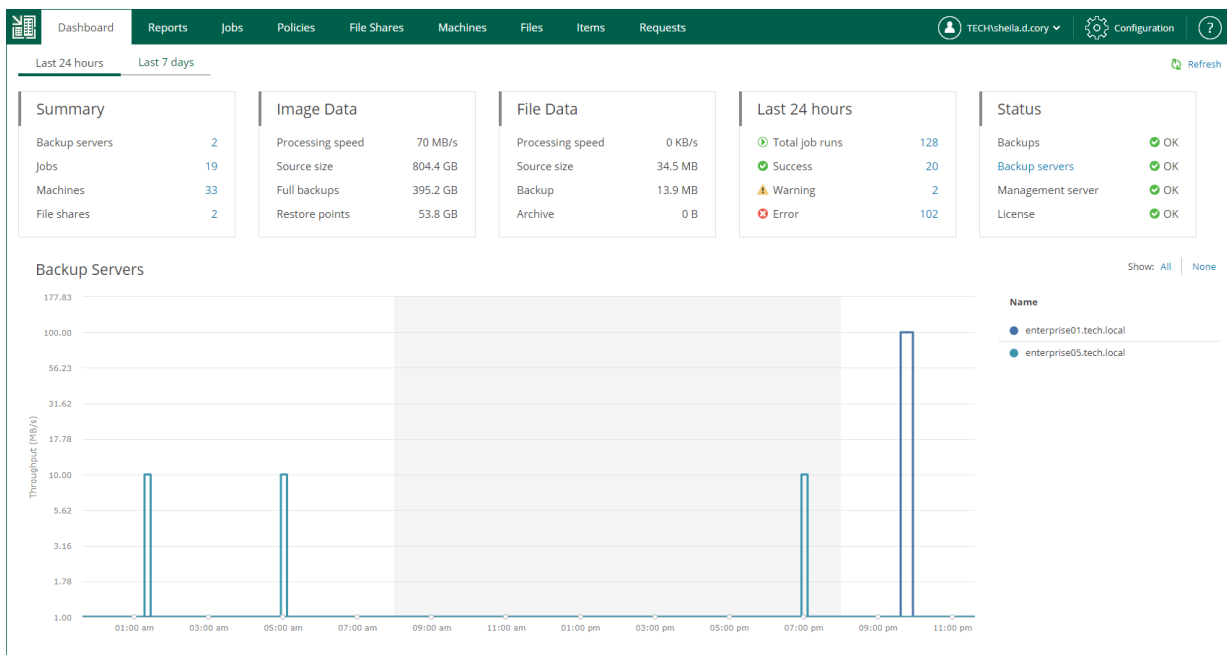 Dashboard Reports Jobs Policies File Shares Machines Files Items Requests TECH\sheila.d.cory Configuration ?
Last 24 hours Last 7 days Refresh
Summary
Backup servers 2
Jobs 19
Machines 33
File shares 2
Image Data
Processing speed 70 MB/s
Source size 804.4 GB
Full backups 395.2 GB
Restore points 53.8 GB
File Data
Processing speed 0 KB/s
Source size 34.5 MB
Backup 13.9 MB
Archive 0 B
Last 24 hours
Total job runs 128
Success 20
Warning 2
Error 102
Status
Backups OK
Backup servers OK
Management server OK
License OK
Backup Servers
Show: All None
Throughput (MB/s)
177.83
100.00
56.23
31.62
17.78
10.00
5.62
3.16
1.78
1.00
01:00 am 03:00 am 05:00 am 07:00 am 09:00 am 11:00 am 01:00 pm 03:00 pm 05:00 pm 07:00 pm 09:00 pm 11:00 pm
Name
enterprise01.tech.local
enterprise05.tech.local